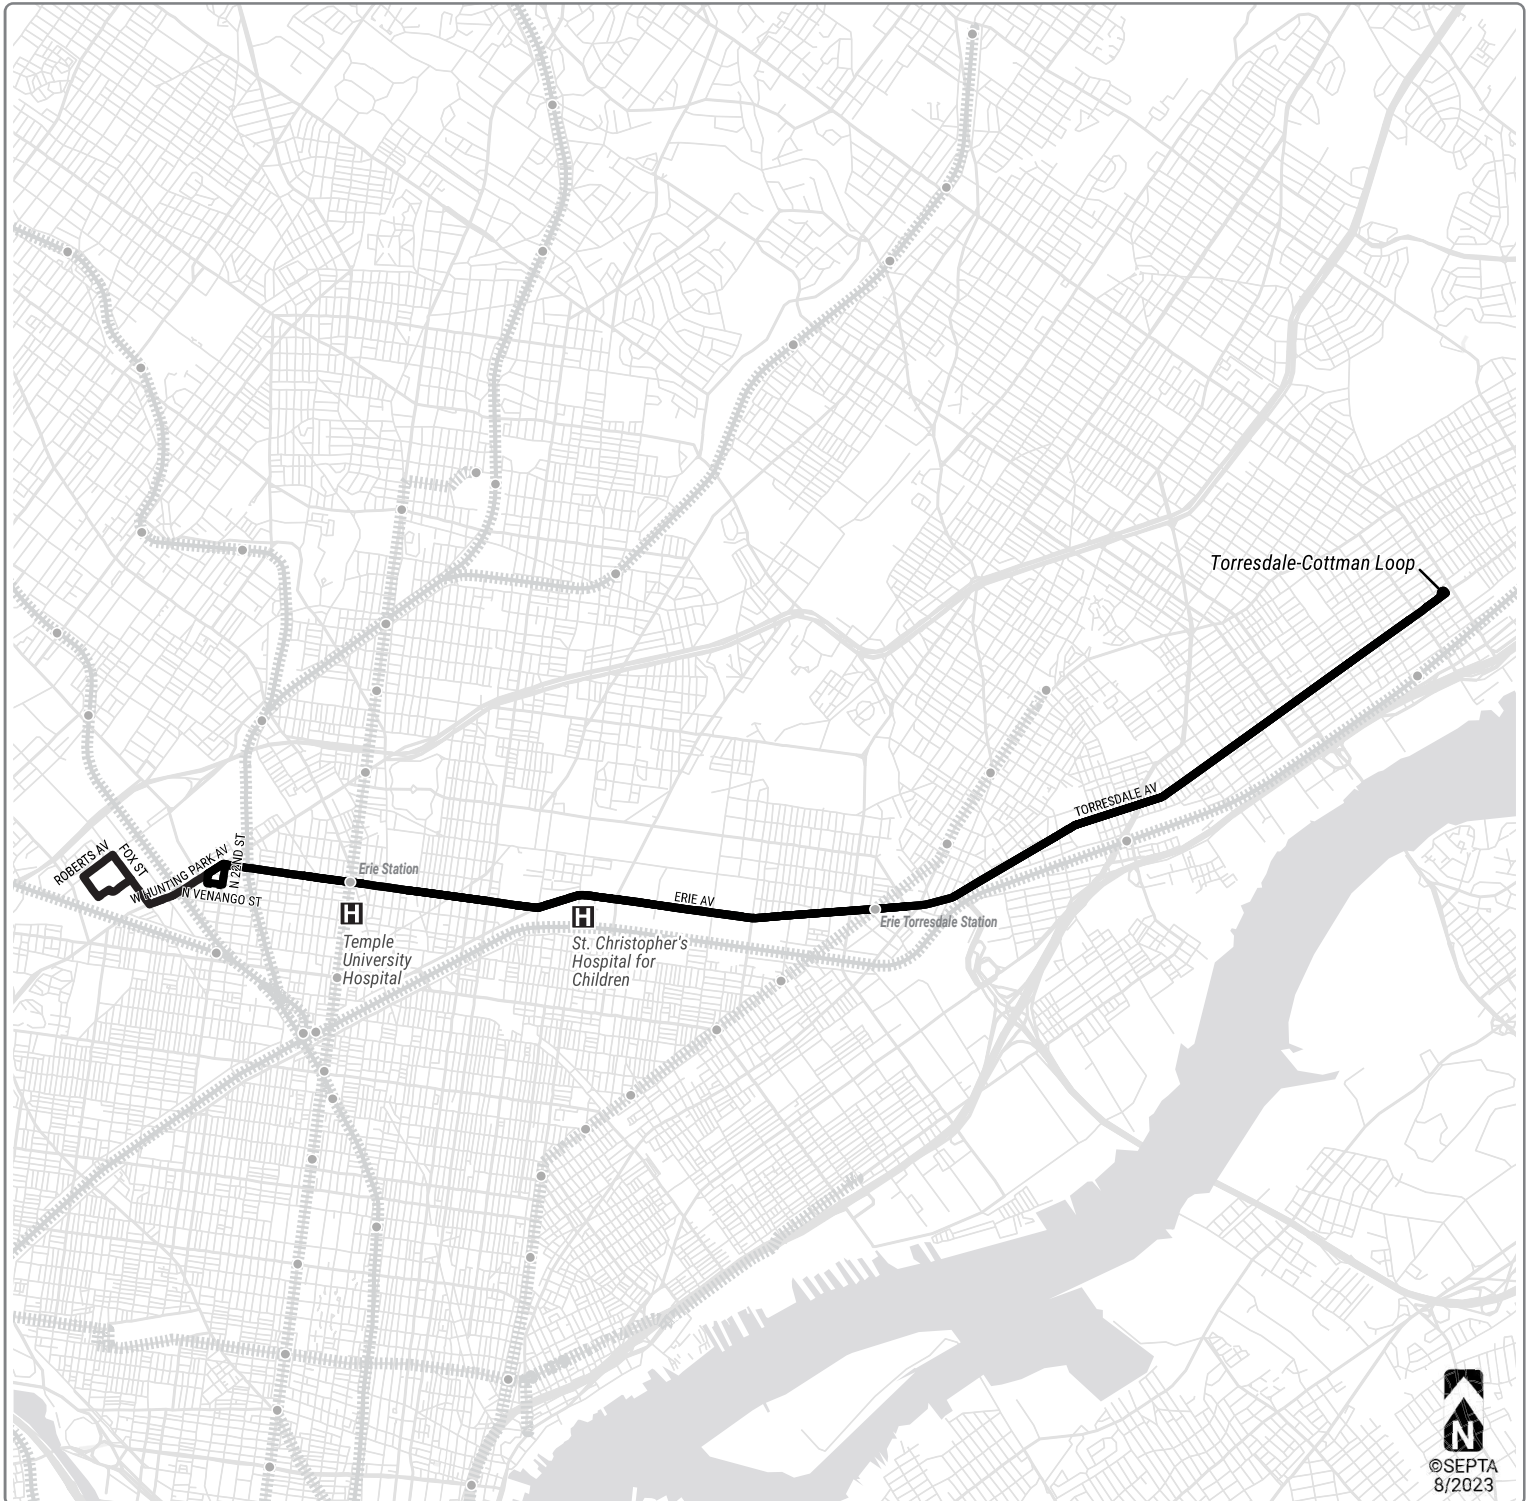 Torresdale-Cottman Loop
TORRESDALE AV
ROBERTS AV
FOX ST
W HUNTING PARK AV
N 22ND ST
N VENANGO ST
Erie Station
ERIE AV
Erie Torresdale Station
H
Temple
University
Hospital
H
St. Christopher's
Hospital for
Children
N
©SEPTA
8/2023